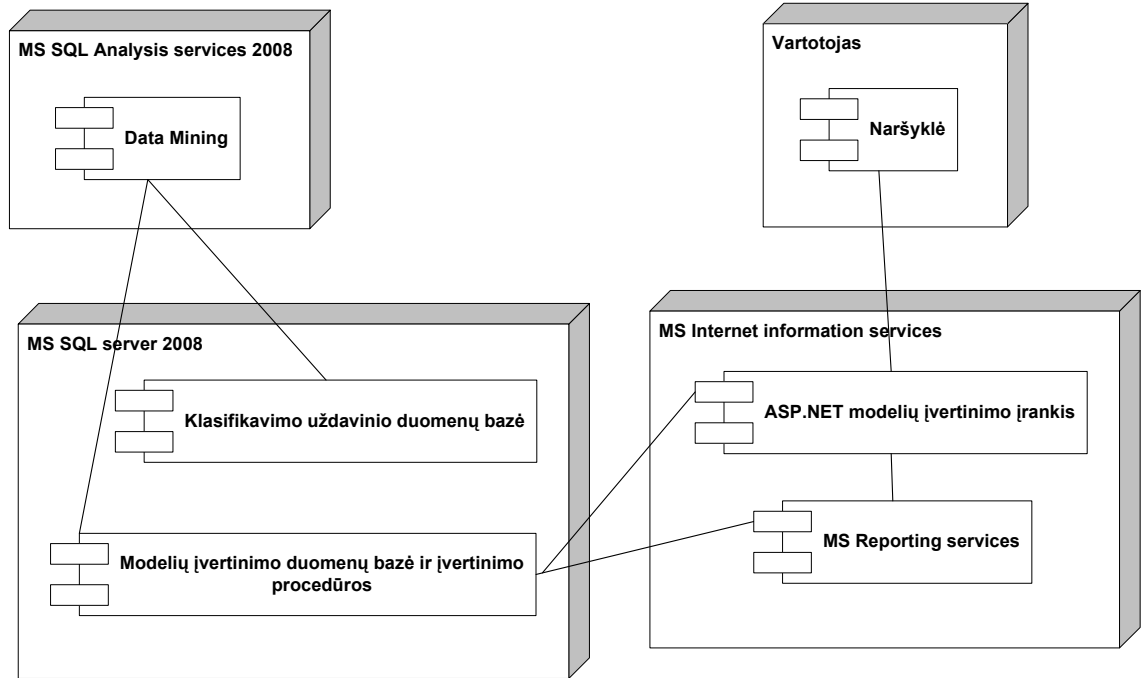 MS SQL Analysis services 2008
Data Mining
Vartotojas
Naršyklė
MS SQL server 2008
Klasifikavimo uždavinio duomenų bazė
Modelių įvertinimo duomenų bazė ir įvertinimo
procedūros
MS Internet information services
ASP.NET modelių įvertinimo įrankis
MS Reporting services